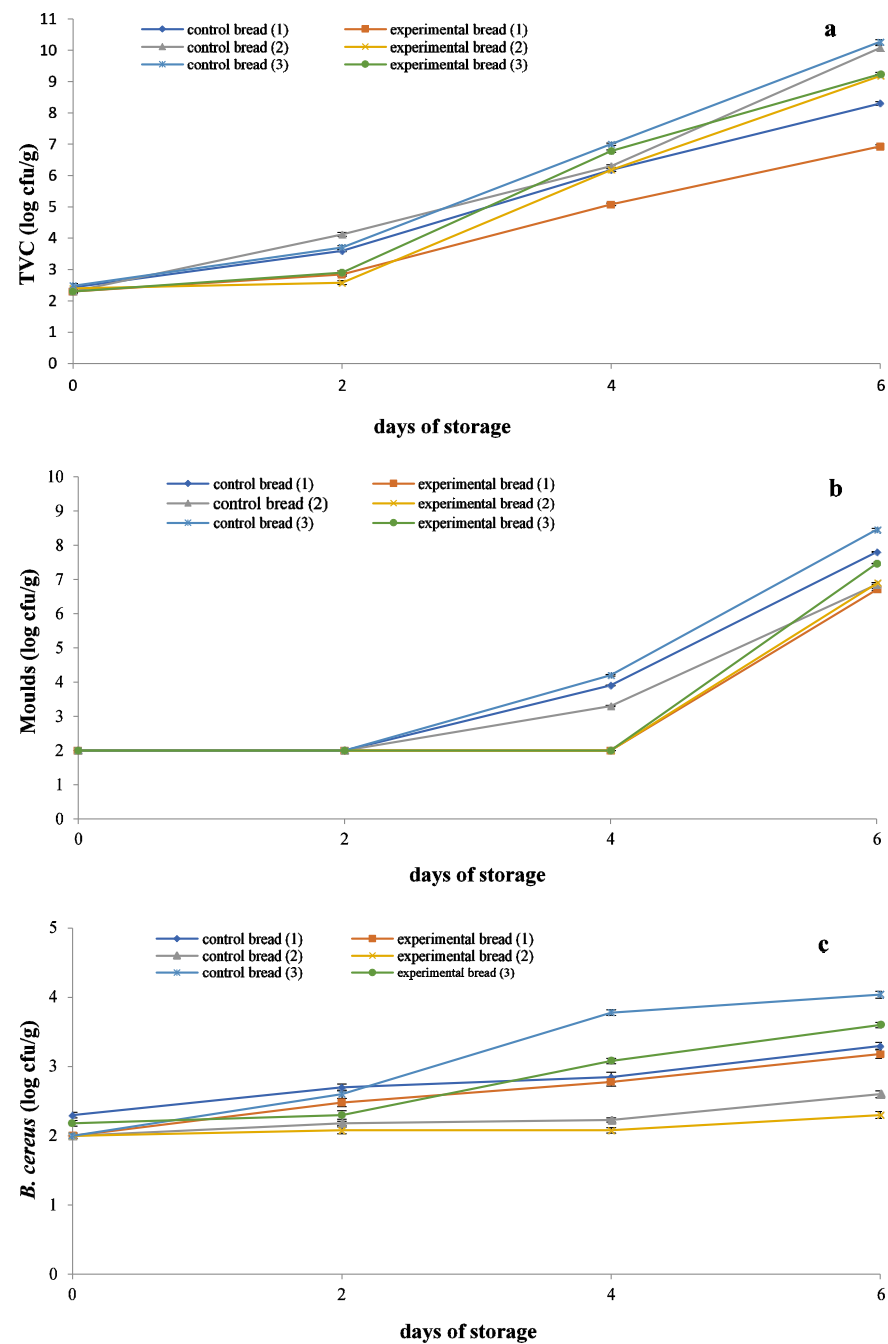 a
control bread (1) experimental bread (1)
control bread (2) experimental bread (2)
control bread (3) experimental bread (3)
TVC (log cfu/g)
11
10
9
8
7
6
5
4
3
2
1
0
0 2 4 6
days of storage
b
control bread (1) experimental bread (1)
control bread (2) experimental bread (2)
control bread (3) experimental bread (3)
Moulds (log cfu/g)
10
9
8
7
6
5
4
3
2
1
0
0 2 4 6
days of storage
c
control bread (1) experimental bread (1)
control bread (2) experimental bread (2)
control bread (3) experimental bread (3)
B. cereus (log cfu/g)
5
4
3
2
1
0
0 2 4 6
days of storage